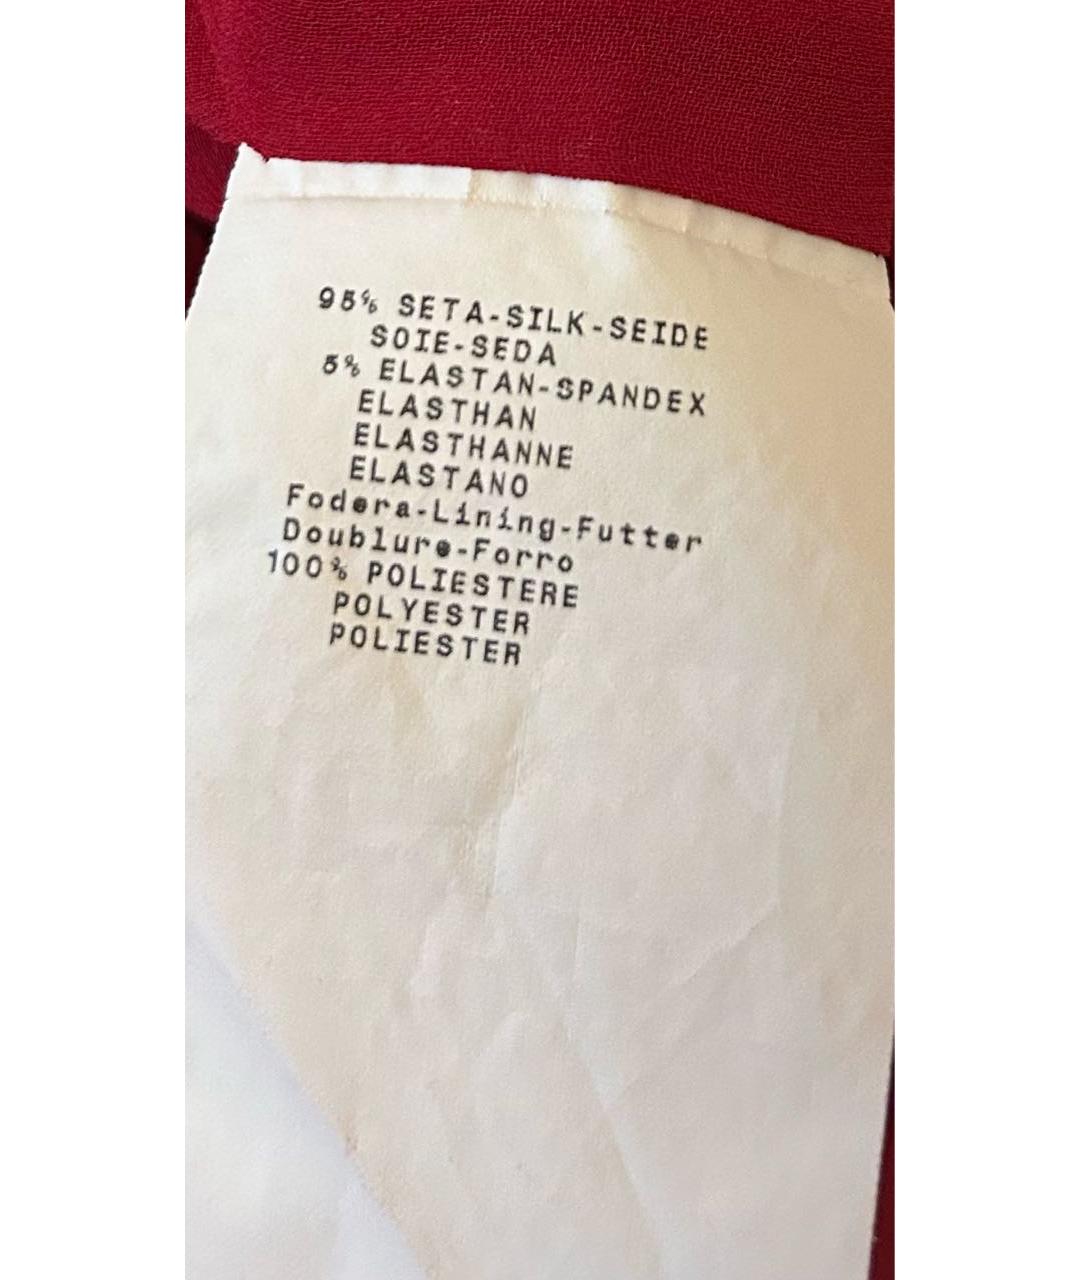 95% SETA-SILK-SEIDE
SOIE-SEDA
5% ELASTAN-SPANDEX
ELASTHAN
ELASTHANNE
ELASTANO
Fodera-Lining-Futter
Doublure-Forro
100% POLIESTERE
POLYESTER
POLIESTER